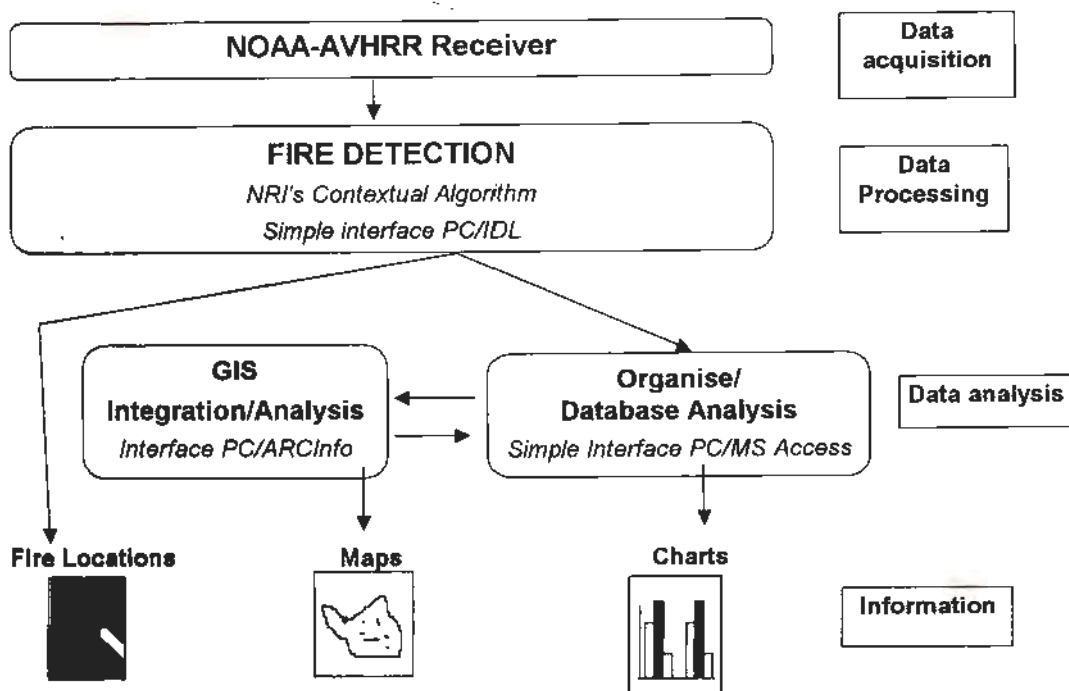 NOAA-AVHRR Receiver
Data
acquisition
FIRE DETECTION
NRI's Contextual Algorithm
Simple interface PC/IDL
Data
Processing
GIS
Integration/Analysis
Interface PC/ARCInfo
Organise/
Database Analysis
Simple Interface PC/MS Access
Data analysis
Fire Locations
Maps
Charts
Information